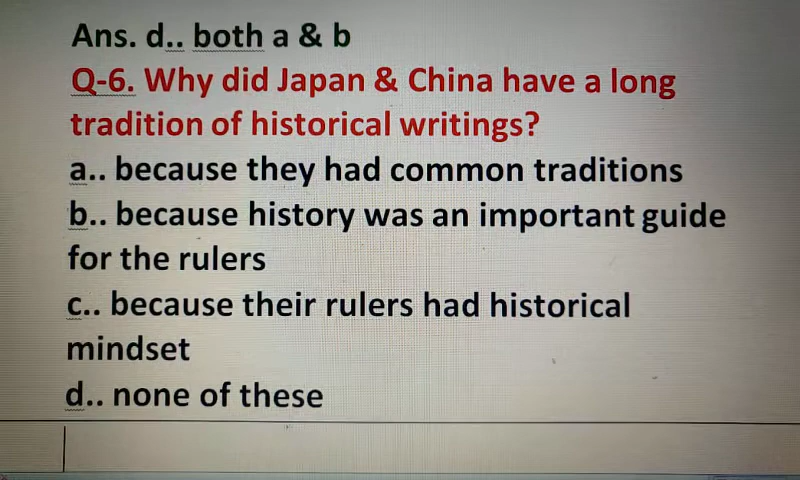 Ans. d.. both a & b
Q-6. Why did Japan & China have a long
tradition of historical writings?
a.. because they had common traditions
b.. because history was an important guide
for the rulers
c.. because their rulers had historical
mindset
d.. none of these